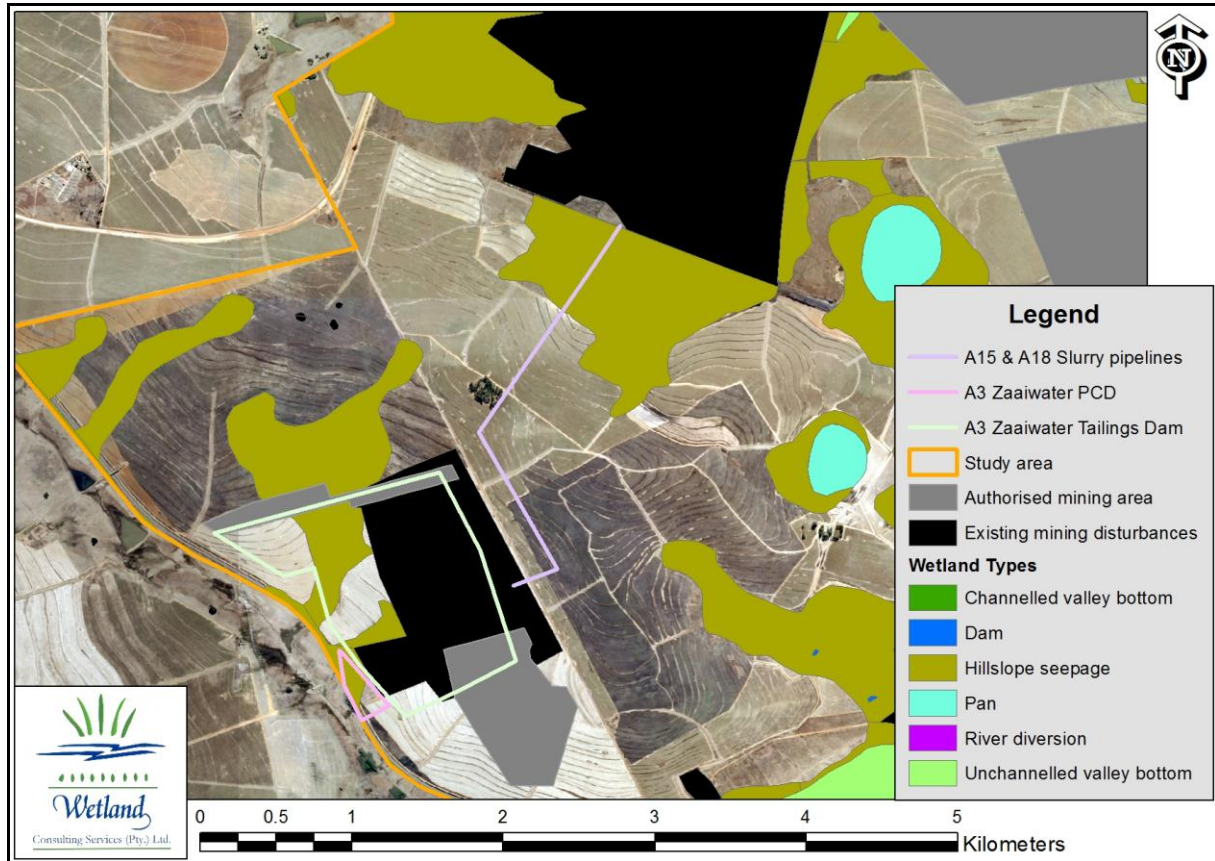 N
Legend
A15 & A18 Slurry pipelines
A3 Zaaiwater PCD
A3 Zaaiwater Tailings Dam
Study area
Authorised mining area
Existing mining disturbances
Wetland Types
Channelled valley bottom
Dam
Hillslope seepage
Pan
River diversion
Unchannelled valley bottom
Wetland
Consulting Services (Pty.) Ltd.
0 0.5 1 2 3 4 5
Kilometers